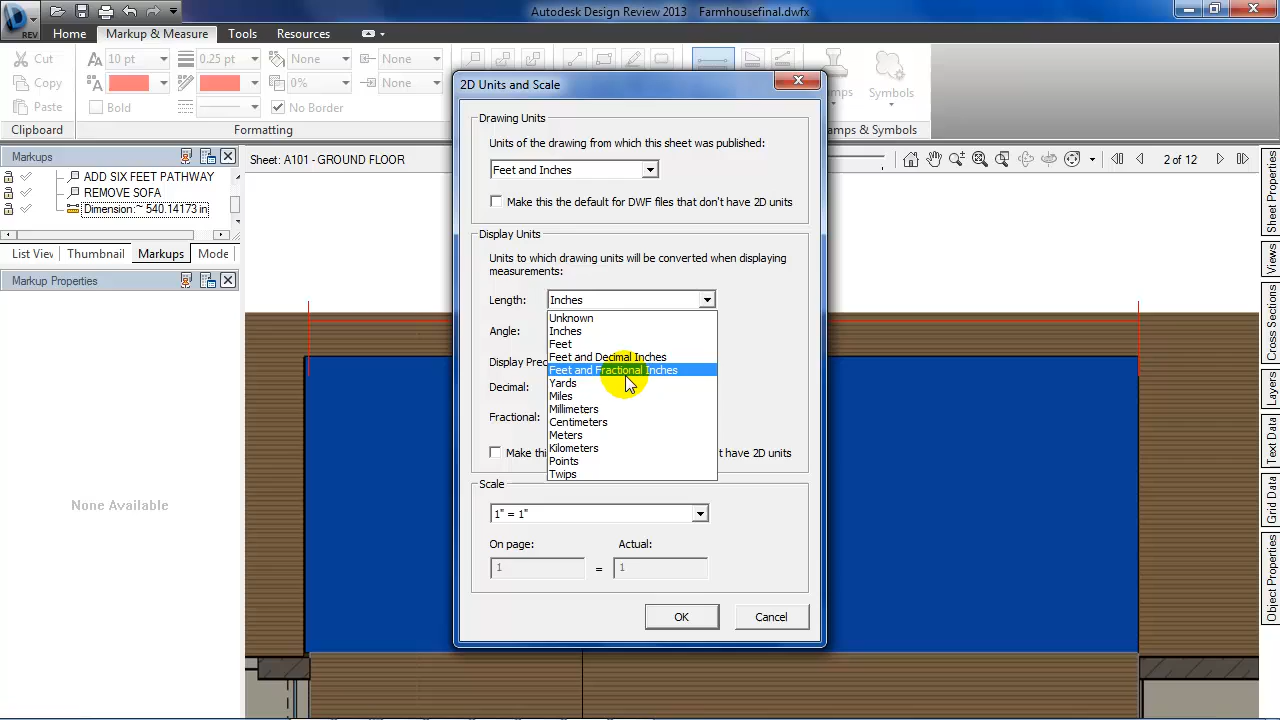 Autodesk Design Review 2013 Farmhousefinal.dwfx
REV
Home Markup & Measure Tools Resources
Cut 10 pt 0.25 pt None None
Copy 0% None
Paste Bold No Border
mps Symbols
Clipboard Formatting amps & Symbols
Markups
Sheet: A101 - GROUND FLOOR
2 of 12
ADD SIX FEET PATHWAY
REMOVE SOFA
Dimension:~ 540.14173 in
List View Thumbnail Markups Mode
Markup Properties
None Available
2D Units and Scale
Drawing Units
Units of the drawing from which this sheet was published:
Feet and Inches
Make this the default for DWF files that don't have 2D units
Display Units
Units to which drawing units will be converted when displaying
measurements:
Length: Inches
Unknown
Angle: Inches
Feet
Display Prec Feet and Decimal Inches
Feet and Fractional Inches
Decimal: Yards
Miles
Fractional: Millimeters
Centimeters
Meters
Make thi Kilometers 't have 2D units
Points
Twips
Scale
1" = 1"
On page: Actual:
1 = 1
OK Cancel
Sheet Properties
Views
Cross Sections
Layers
Text Data
Grid Data
Object Properties